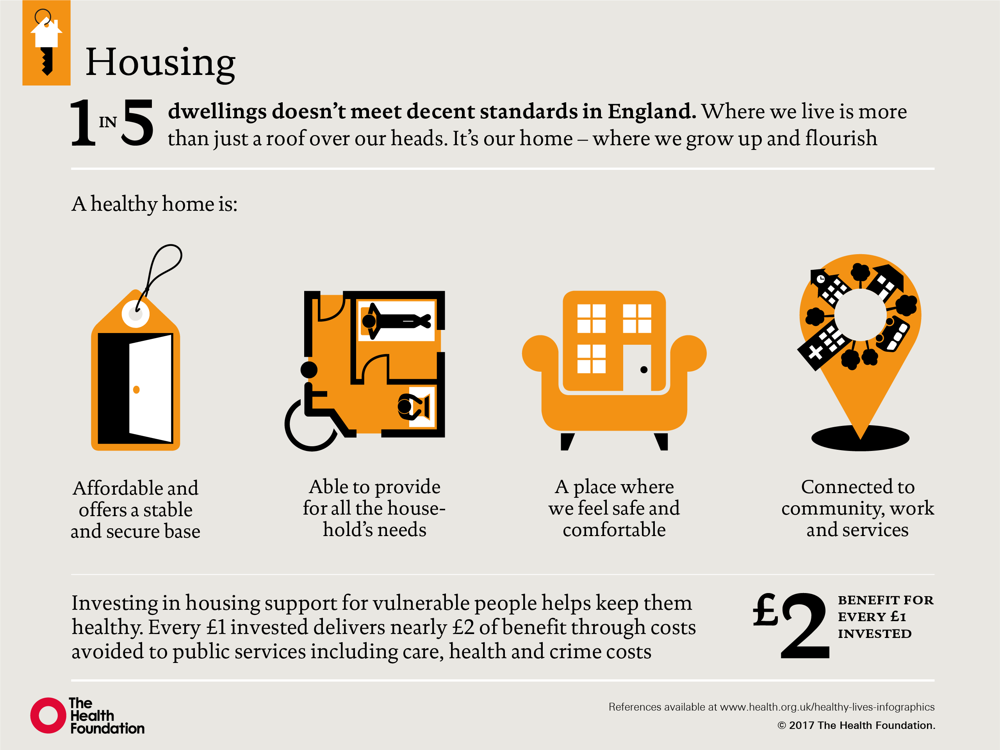 Housing
1 IN 5
dwellings doesn’t meet decent standards in England. Where we live is more
than just a roof over our heads. It’s our home – where we grow up and flourish
A healthy home is:
Affordable and
offers a stable
and secure base
Able to provide
for all the house-
hold’s needs
A place where
we feel safe and
comfortable
Connected to
community, work
and services
Investing in housing support for vulnerable people helps keep them
healthy. Every £1 invested delivers nearly £2 of benefit through costs
avoided to public services including care, health and crime costs
£2
BENEFIT FOR
EVERY £1
INVESTED
The
Health
Foundation
References available at www.health.org.uk/healthy-lives-infographics
© 2017 The Health Foundation.